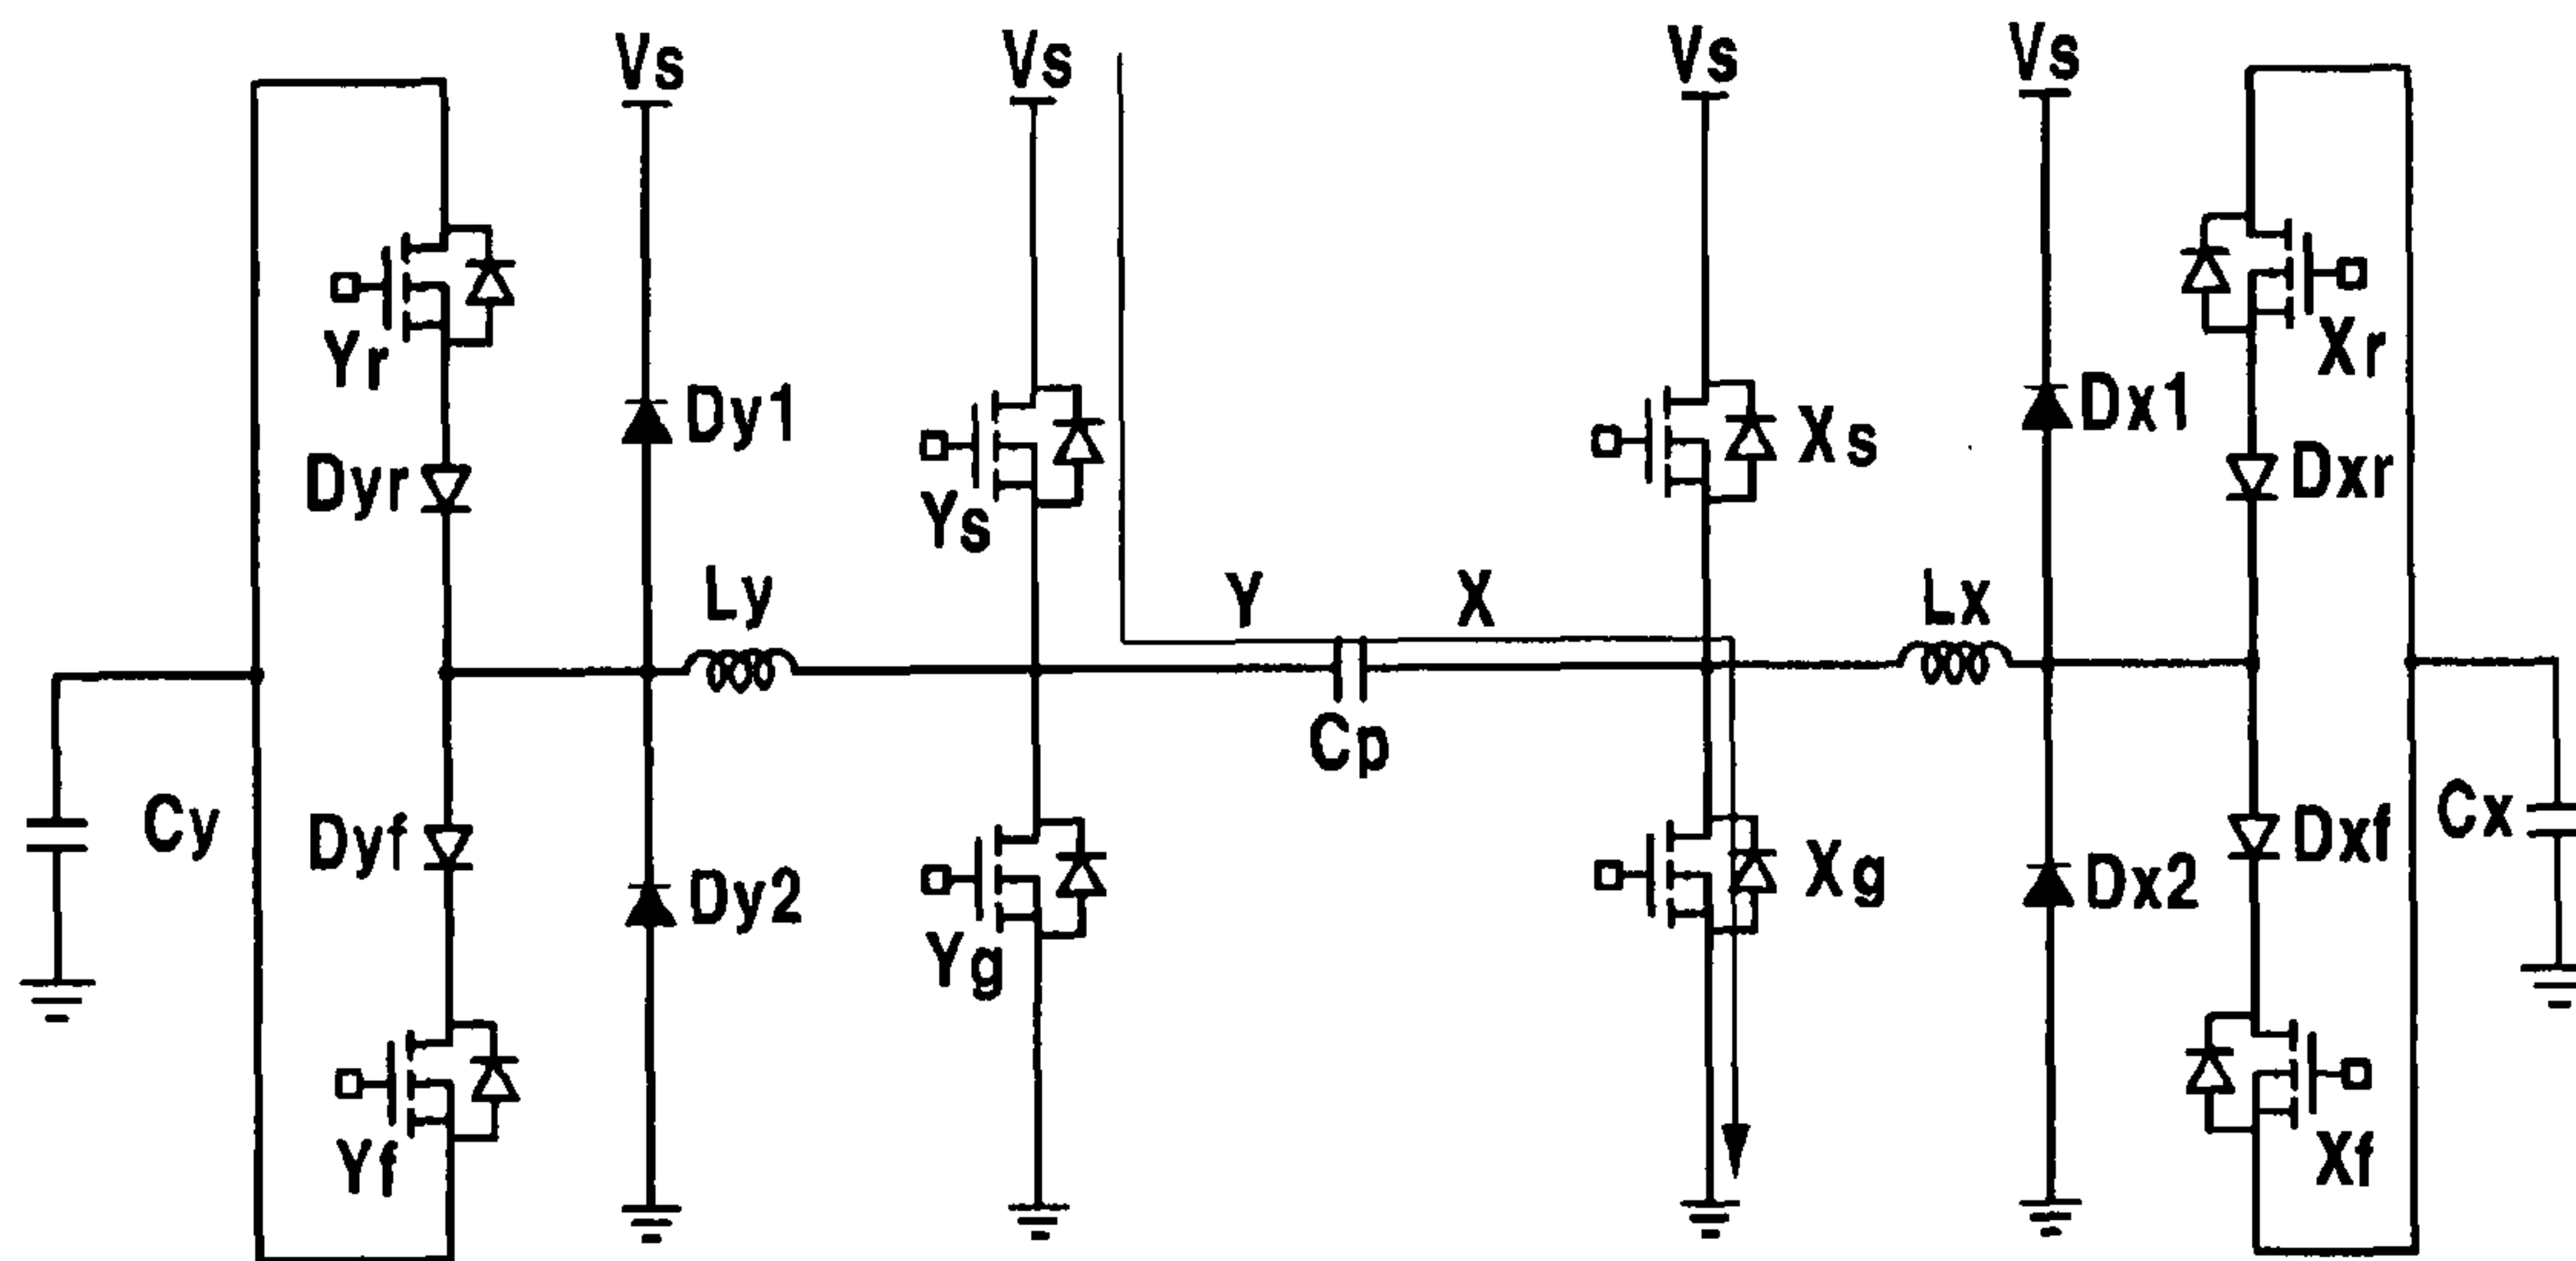 Vs
Vs
Vs
Vs
Yr
Dyr
Dy1
Ys
Ly
Y
X
Cp
Xs
Lx
Dx1
Xr
Dxr
Cy
Dyf
Dy2
Yg
Xg
Dx2
Dxf
Cx
Yf
Xf